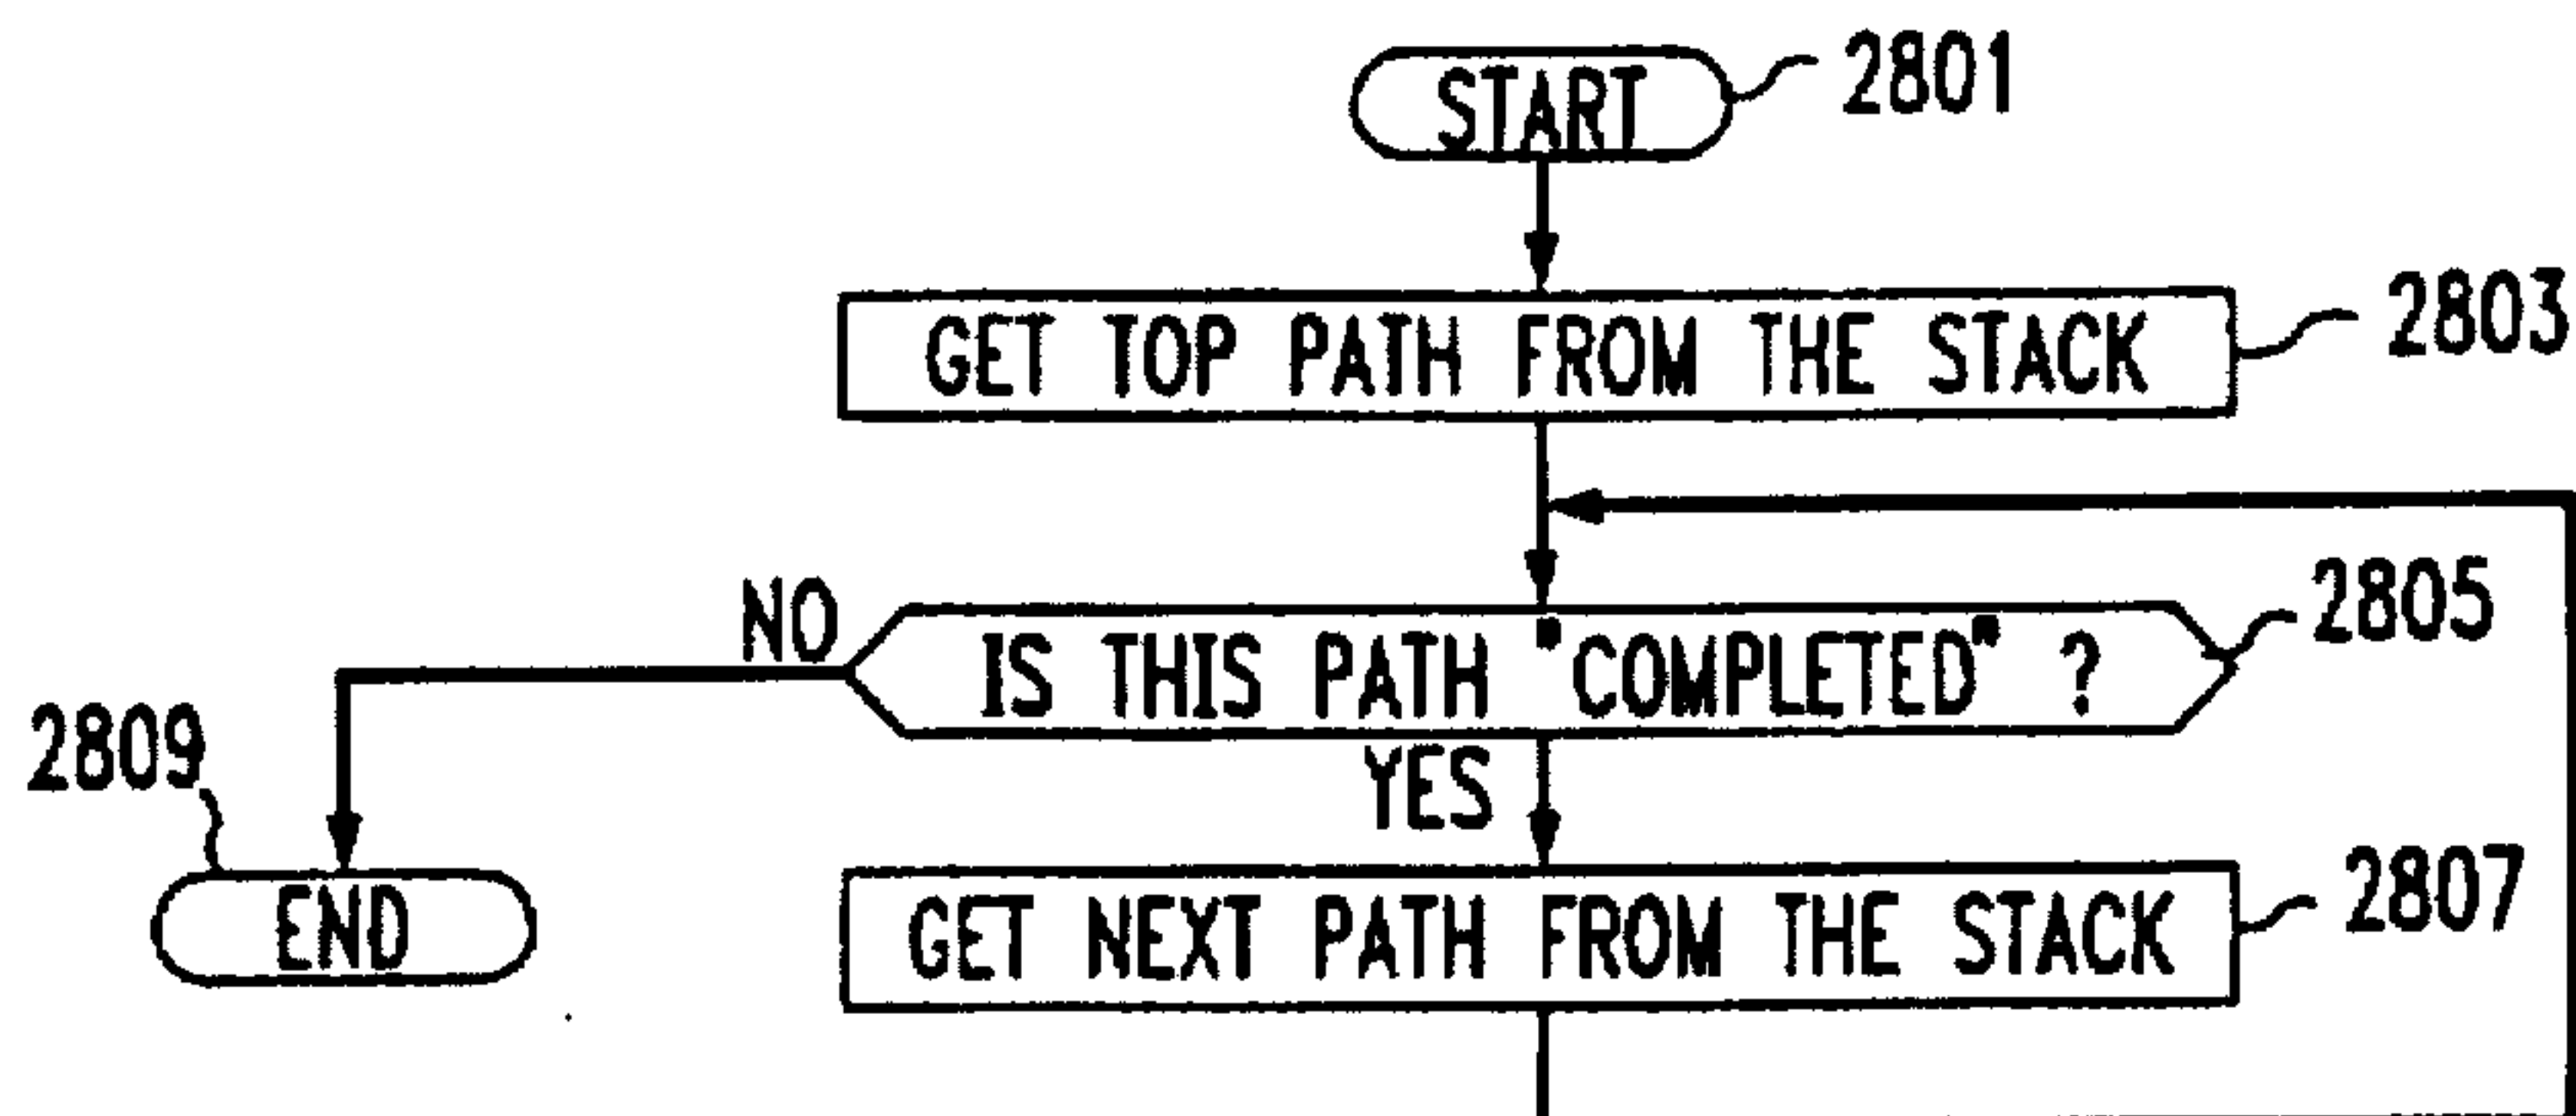 START 2801
GET TOP PATH FROM THE STACK 2803
NO
IS THIS PATH "COMPLETED" ? 2805
YES
2809
END
GET NEXT PATH FROM THE STACK 2807